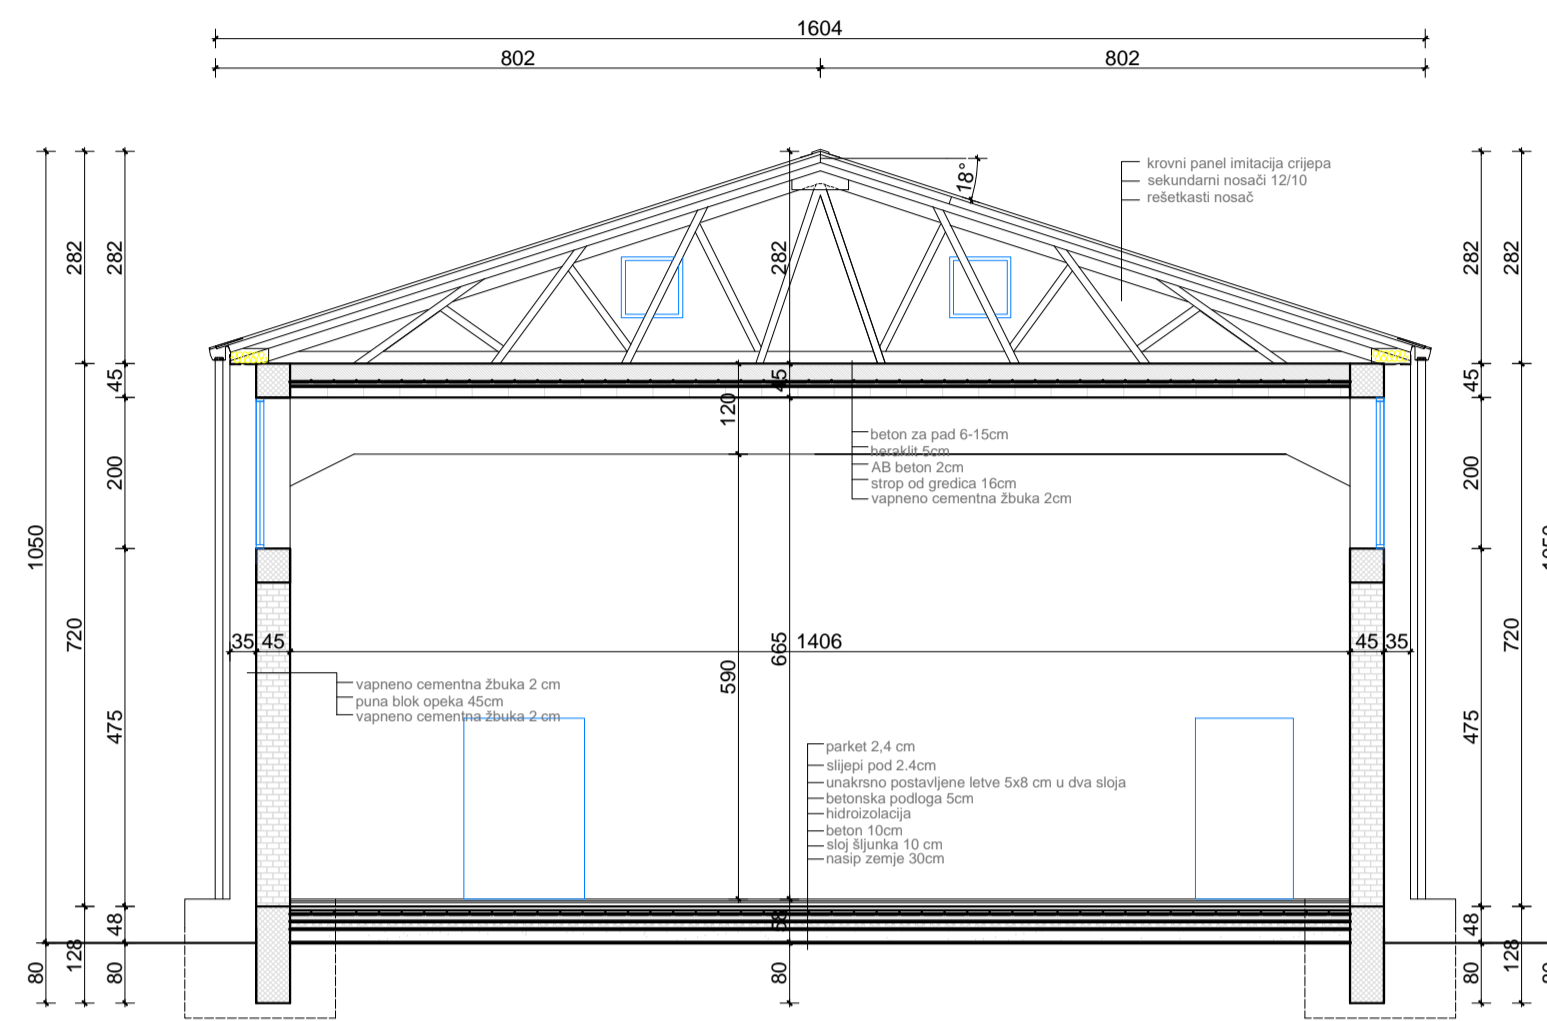 1604
802
802
krovni panel imitacija crijepa
sekundarni nosači 12/10
rešetkasti nosač
18°
282
282
282
282
282
45
120
45
45
beton za pad 6-15cm
heraklit 5cm
AB beton 2cm
strop od gredica 16cm
vapneno cementna žbuka 2cm
200
200
1050
720
35
45
590
665
1406
45
35
720
475
475
vapneno cementna žbuka 2 cm
puna blok opeka 45cm
vapneno cementna žbuka 2 cm
parket 2,4 cm
slijepi pod 2.4cm
unakrsno postavljene letve 5x8 cm u dva sloja
betonska podloga 5cm
hidroizolacija
beton 10cm
sloj šljunka 10 cm
nasip zemje 30cm
48
48
80
128
80
80
80
128